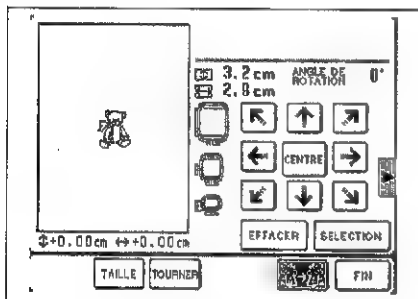 3.2cm ANGLE DE ROTATION 0°
2.8cm
CENTRE
EFFACER SELECTION
↕+0.00cm ↔+0.00cm
TAILLE TOURNER FIN